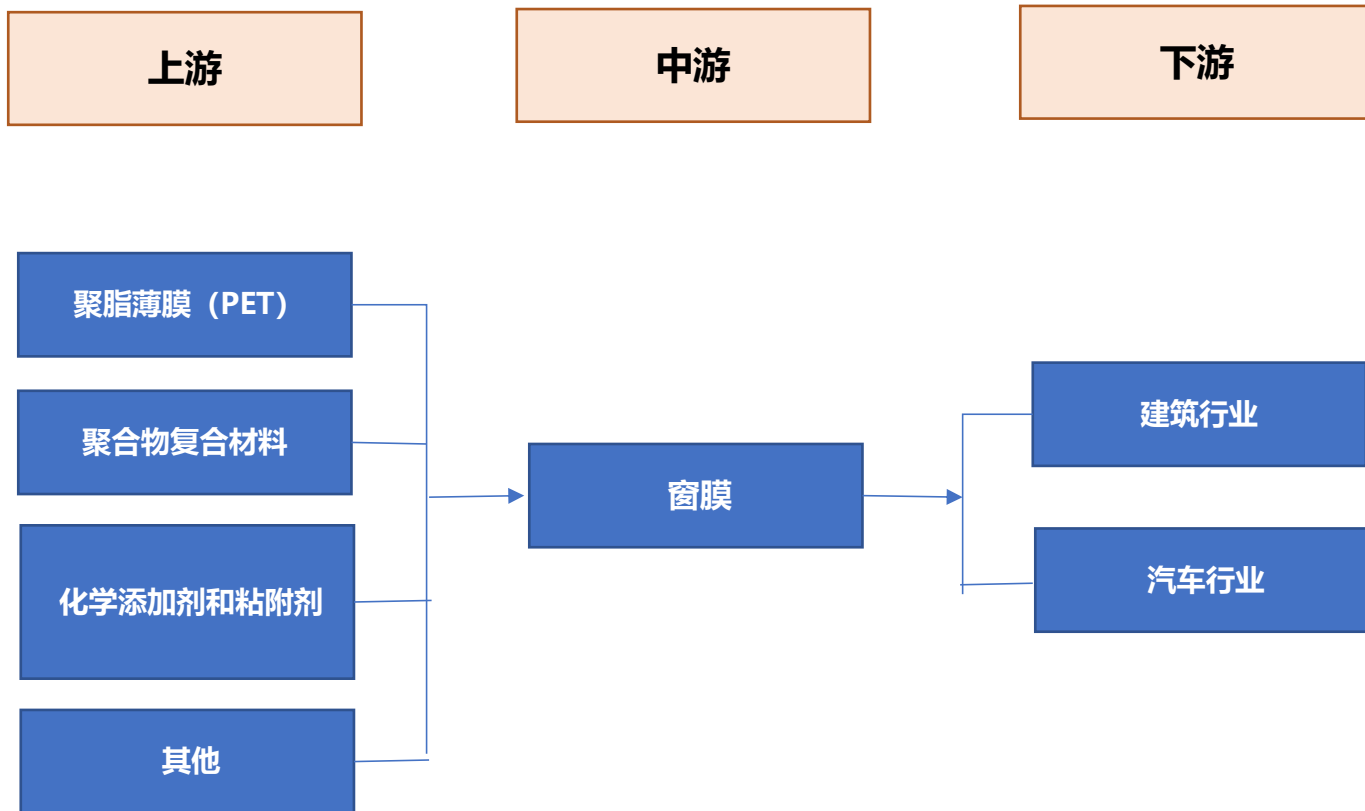 上游
中游
下游
聚脂薄膜（PET）
聚合物复合材料
化学添加剂和粘附剂
其他
窗膜
建筑行业
汽车行业